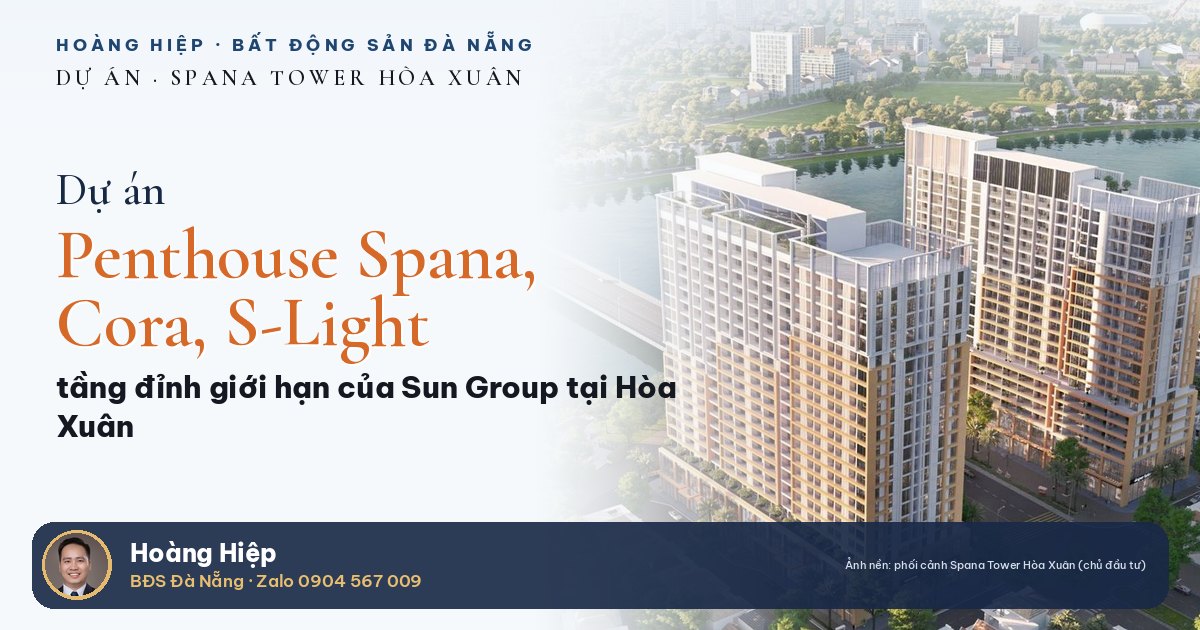 HOÀNG HIỆP · BẤT ĐỘNG SẢN ĐÀ NẴNG
DỰ ÁN · SPANA TOWER HÒA XUÂN
Dự án
Penthouse Spana,
Cora, S-Light
tầng đỉnh giới hạn của Sun Group tại Hòa
Xuân
Hoàng Hiệp
BĐS Đà Nẵng · Zalo 0904 567 009
Ảnh nền: phối cảnh Spana Tower Hòa Xuân (chủ đầu tư)